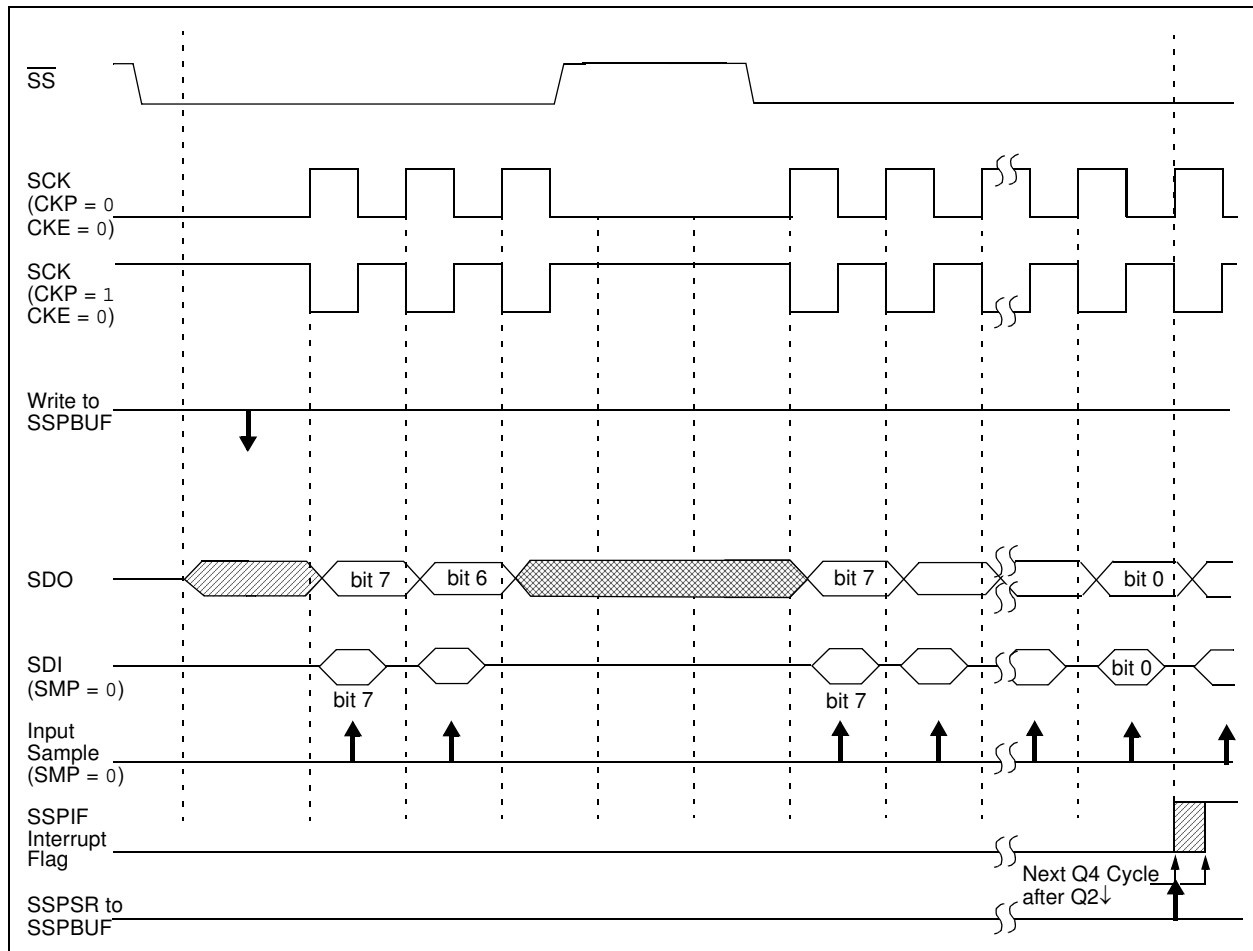 SS
SCK
(CKP = 0
CKE = 0)
SCK
(CKP = 1
CKE = 0)
Write to
SSPBUF
SDO
bit 7
bit 6
bit 7
bit 0
SDI
(SMP = 0)
bit 7
bit 7
bit 0
Input
Sample
(SMP = 0)
SSPIF
Interrupt
Flag
Next Q4 Cycle
after Q2↓
SSPSR to
SSPBUF